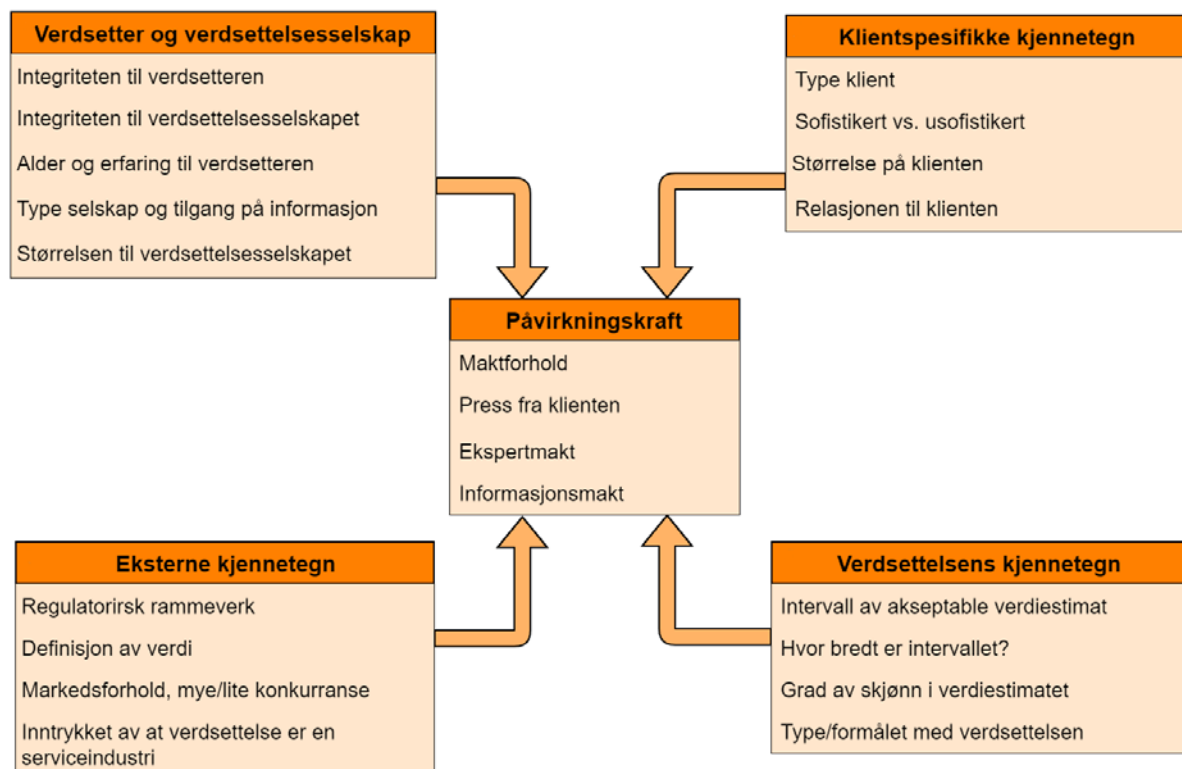 Verdsetter og verdsettelsesselskap
Integriteten til verdsetteren
Integriteten til verdsettelsesselskapet
Alder og erfaring til verdsetteren
Type selskap og tilgang på informasjon
Størrelsen til verdsettelsesselskapet
Klientspesifikke kjennetegn
Type klient
Sofistikert vs. usofistikert
Størrelse på klienten
Relasjonen til klienten
Påvirkningskraft
Maktforhold
Press fra klienten
Ekspertmakt
Informasjonsmakt
Eksterne kjennetegn
Regulatorirsk rammeverk
Definisjon av verdi
Markedsforhold, mye/lite konkurranse
Inntrykket av at verdsettelse er en
serviceindustri
Verdsettelsens kjennetegn
Intervall av akseptable verdiestimat
Hvor bredt er intervallet?
Grad av skjønn i verdiestimatet
Type/formålet med verdsettelsen